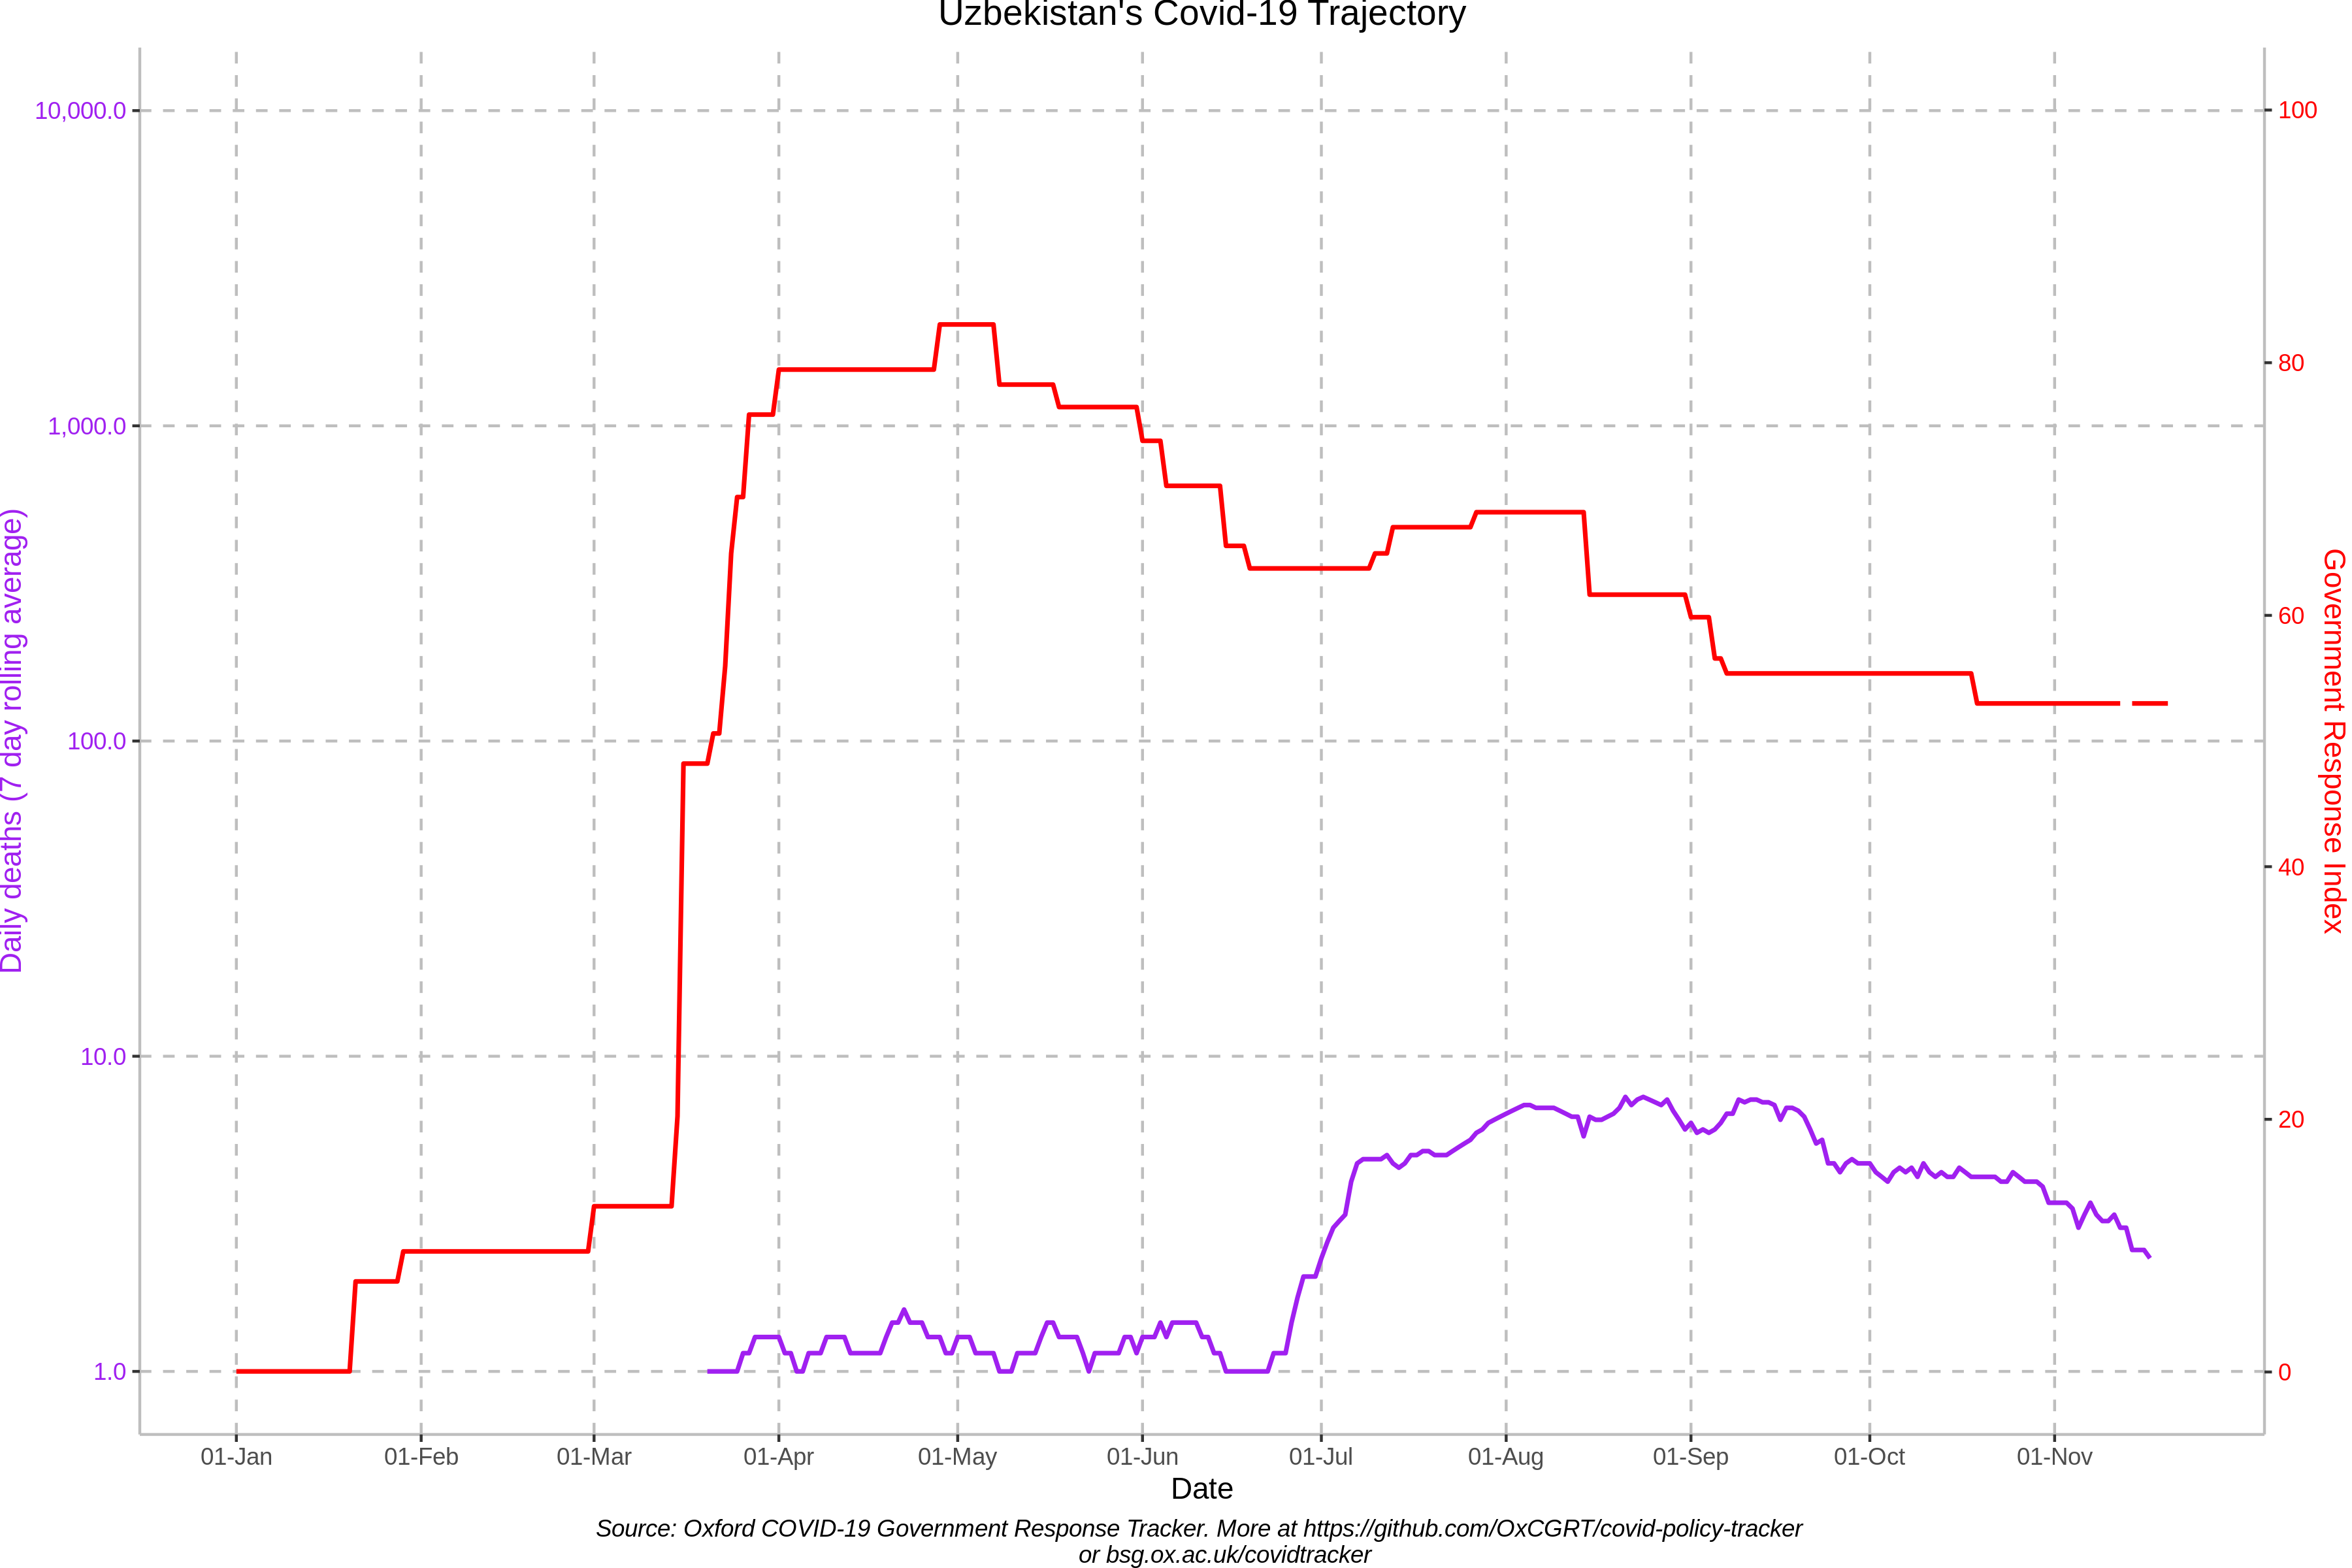 Uzbekistan's Covid-19 Trajectory
10,000.0
1,000.0
100.0
10.0
1.0
Daily deaths (7 day rolling average)
100
80
60
40
20
0
Government Response Index
01-Jan 01-Feb 01-Mar 01-Apr 01-May 01-Jun 01-Jul 01-Aug 01-Sep 01-Oct 01-Nov
Date
Source: Oxford COVID-19 Government Response Tracker. More at https://github.com/OxCGRT/covid-policy-tracker
or bsg.ox.ac.uk/covidtracker